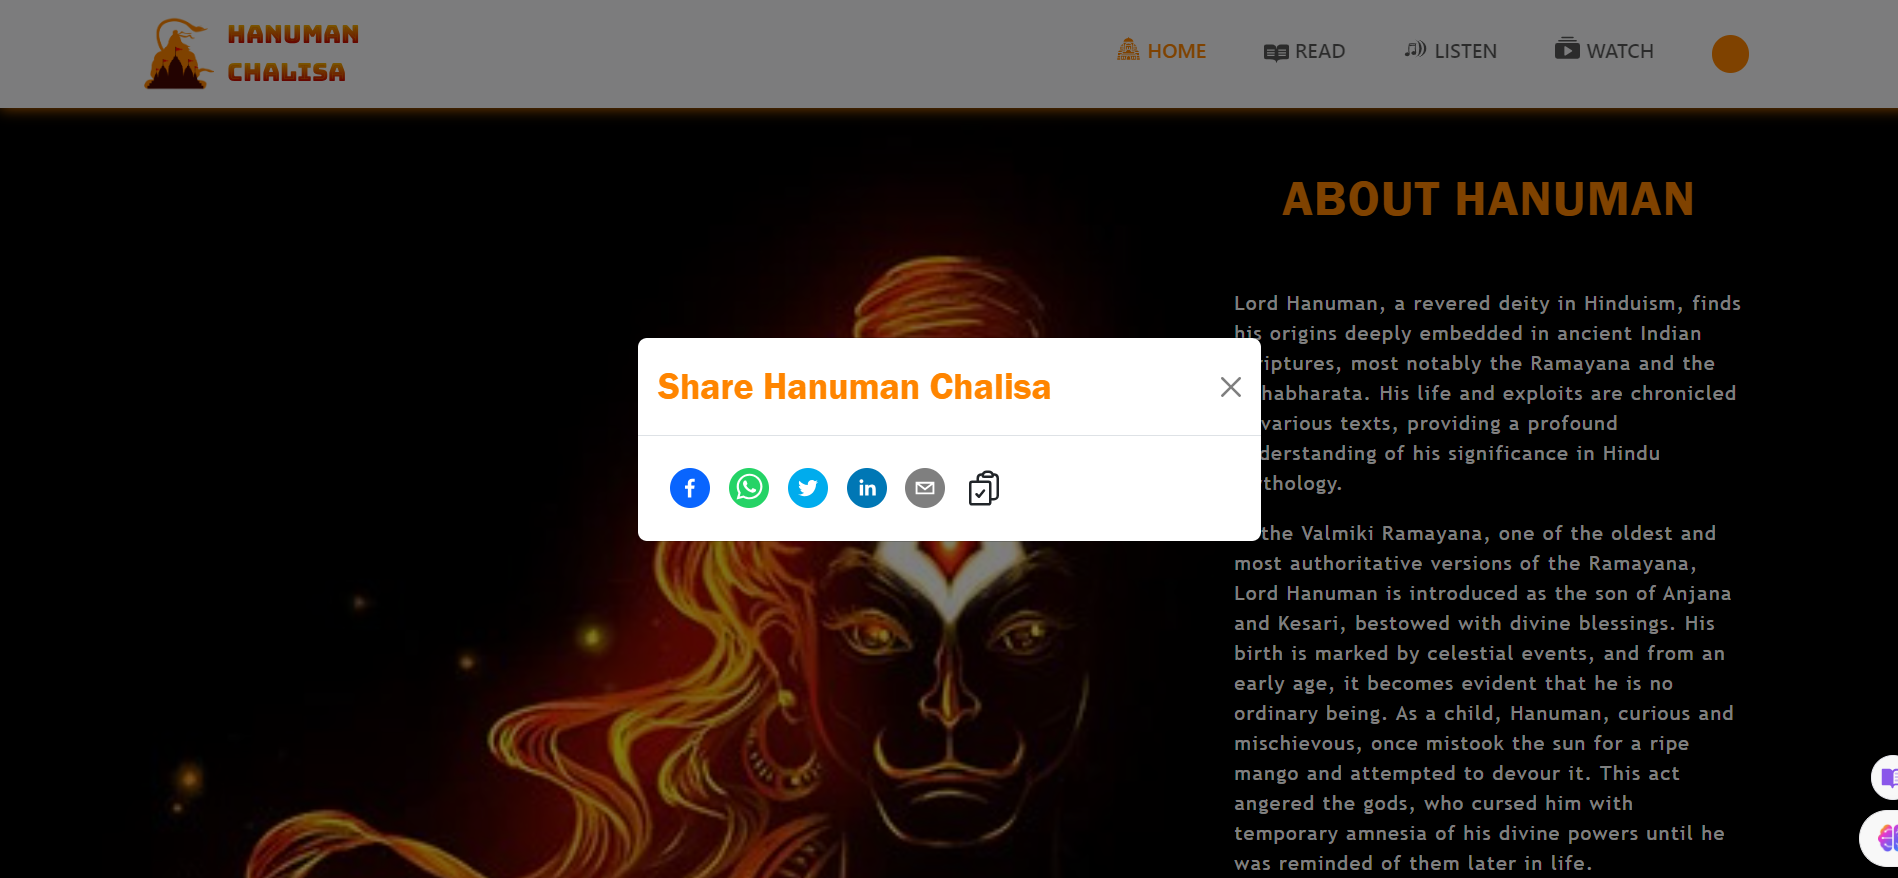 HANUMAN
CHALISA
HOME
READ
LISTEN
WATCH
ABOUT HANUMAN
Lord Hanuman, a revered deity in Hinduism, finds
his origins deeply embedded in ancient Indian
riptures, most notably the Ramayana and the
habharata. His life and exploits are chronicled
various texts, providing a profound
derstanding of his significance in Hindu
thology.
the Valmiki Ramayana, one of the oldest and
most authoritative versions of the Ramayana,
Lord Hanuman is introduced as the son of Anjana
and Kesari, bestowed with divine blessings. His
birth is marked by celestial events, and from an
early age, it becomes evident that he is no
ordinary being. As a child, Hanuman, curious and
mischievous, once mistook the sun for a ripe
mango and attempted to devour it. This act
angered the gods, who cursed him with
temporary amnesia of his divine powers until he
was reminded of them later in life.
Share Hanuman Chalisa